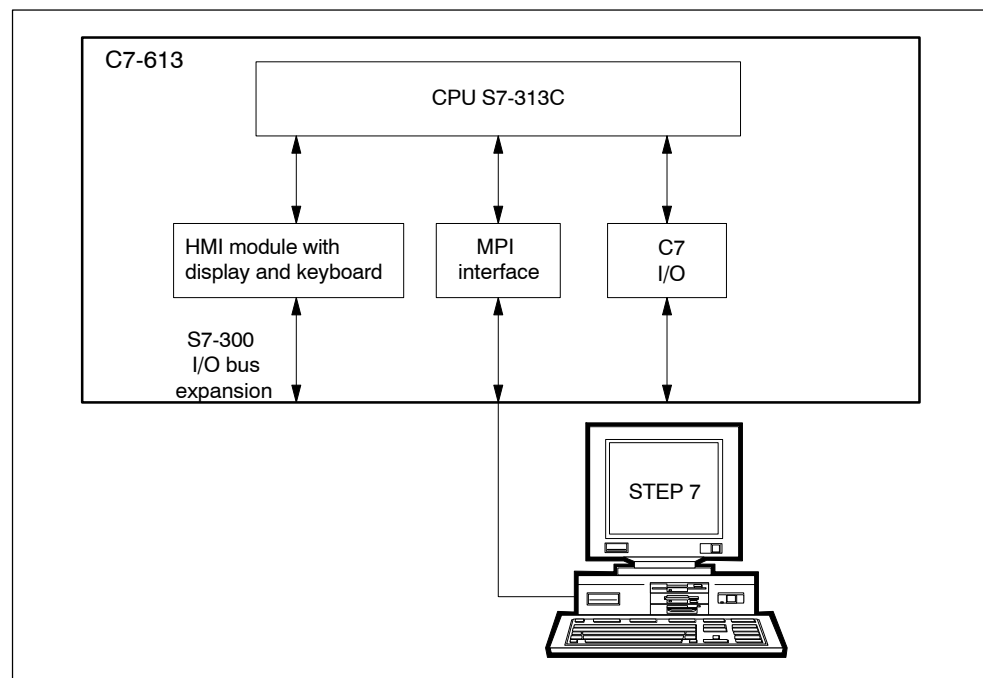 C7-613
CPU S7-313C
HMI module with
display and keyboard
MPI
interface
C7
I/O
S7-300
I/O bus
expansion
STEP 7